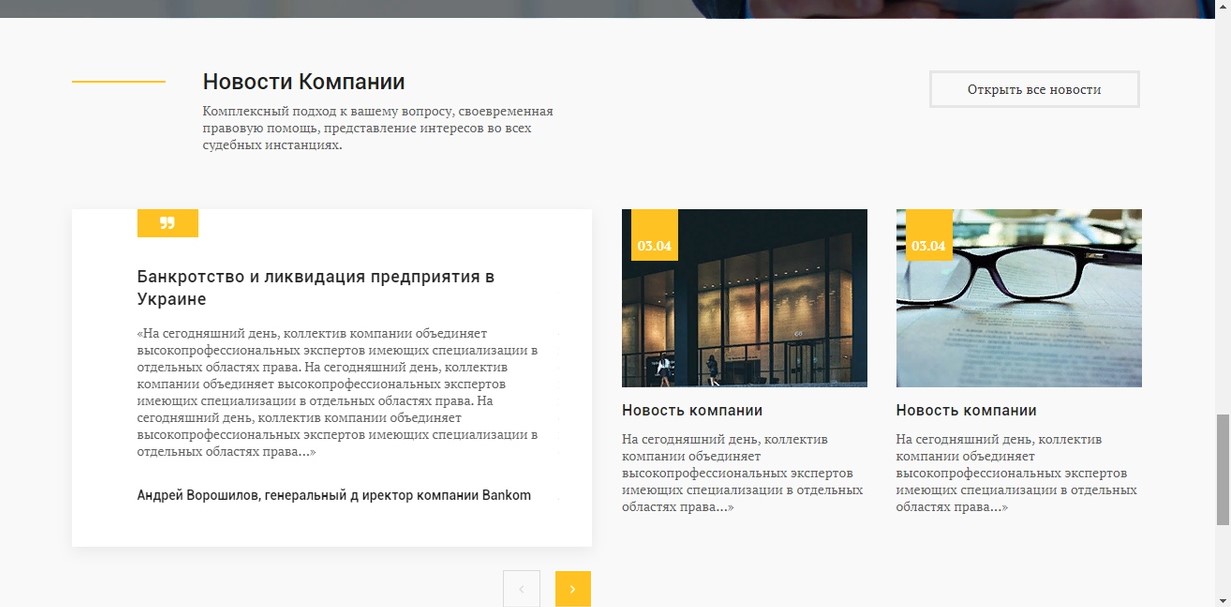 Новости Компании
Комплексный подход к вашему вопросу, своевременная
правовую помощь, представление интересов во всех
судебных инстанциях.
Открыть все новости
Банкротство и ликвидация предприятия в
Украине
«На сегодняшний день, коллектив компании объединяет
высокопрофессиональных экспертов имеющих специализации в
отдельных областях права. На сегодняшний день, коллектив
компании объединяет высокопрофессиональных экспертов
имеющих специализации в отдельных областях права. На
сегодняшний день, коллектив компании объединяет
высокопрофессиональных экспертов имеющих специализации в
отдельных областях права...»
Андрей Ворошилов, генеральный д иректор компании Bankom
03.04
Новость компании
На сегодняшний день, коллектив
компании объединяет
высокопрофессиональных экспертов
имеющих специализации в отдельных
областях права...»
03.04
Новость компании
На сегодняшний день, коллектив
компании объединяет
высокопрофессиональных экспертов
имеющих специализации в отдельных
областях права...»